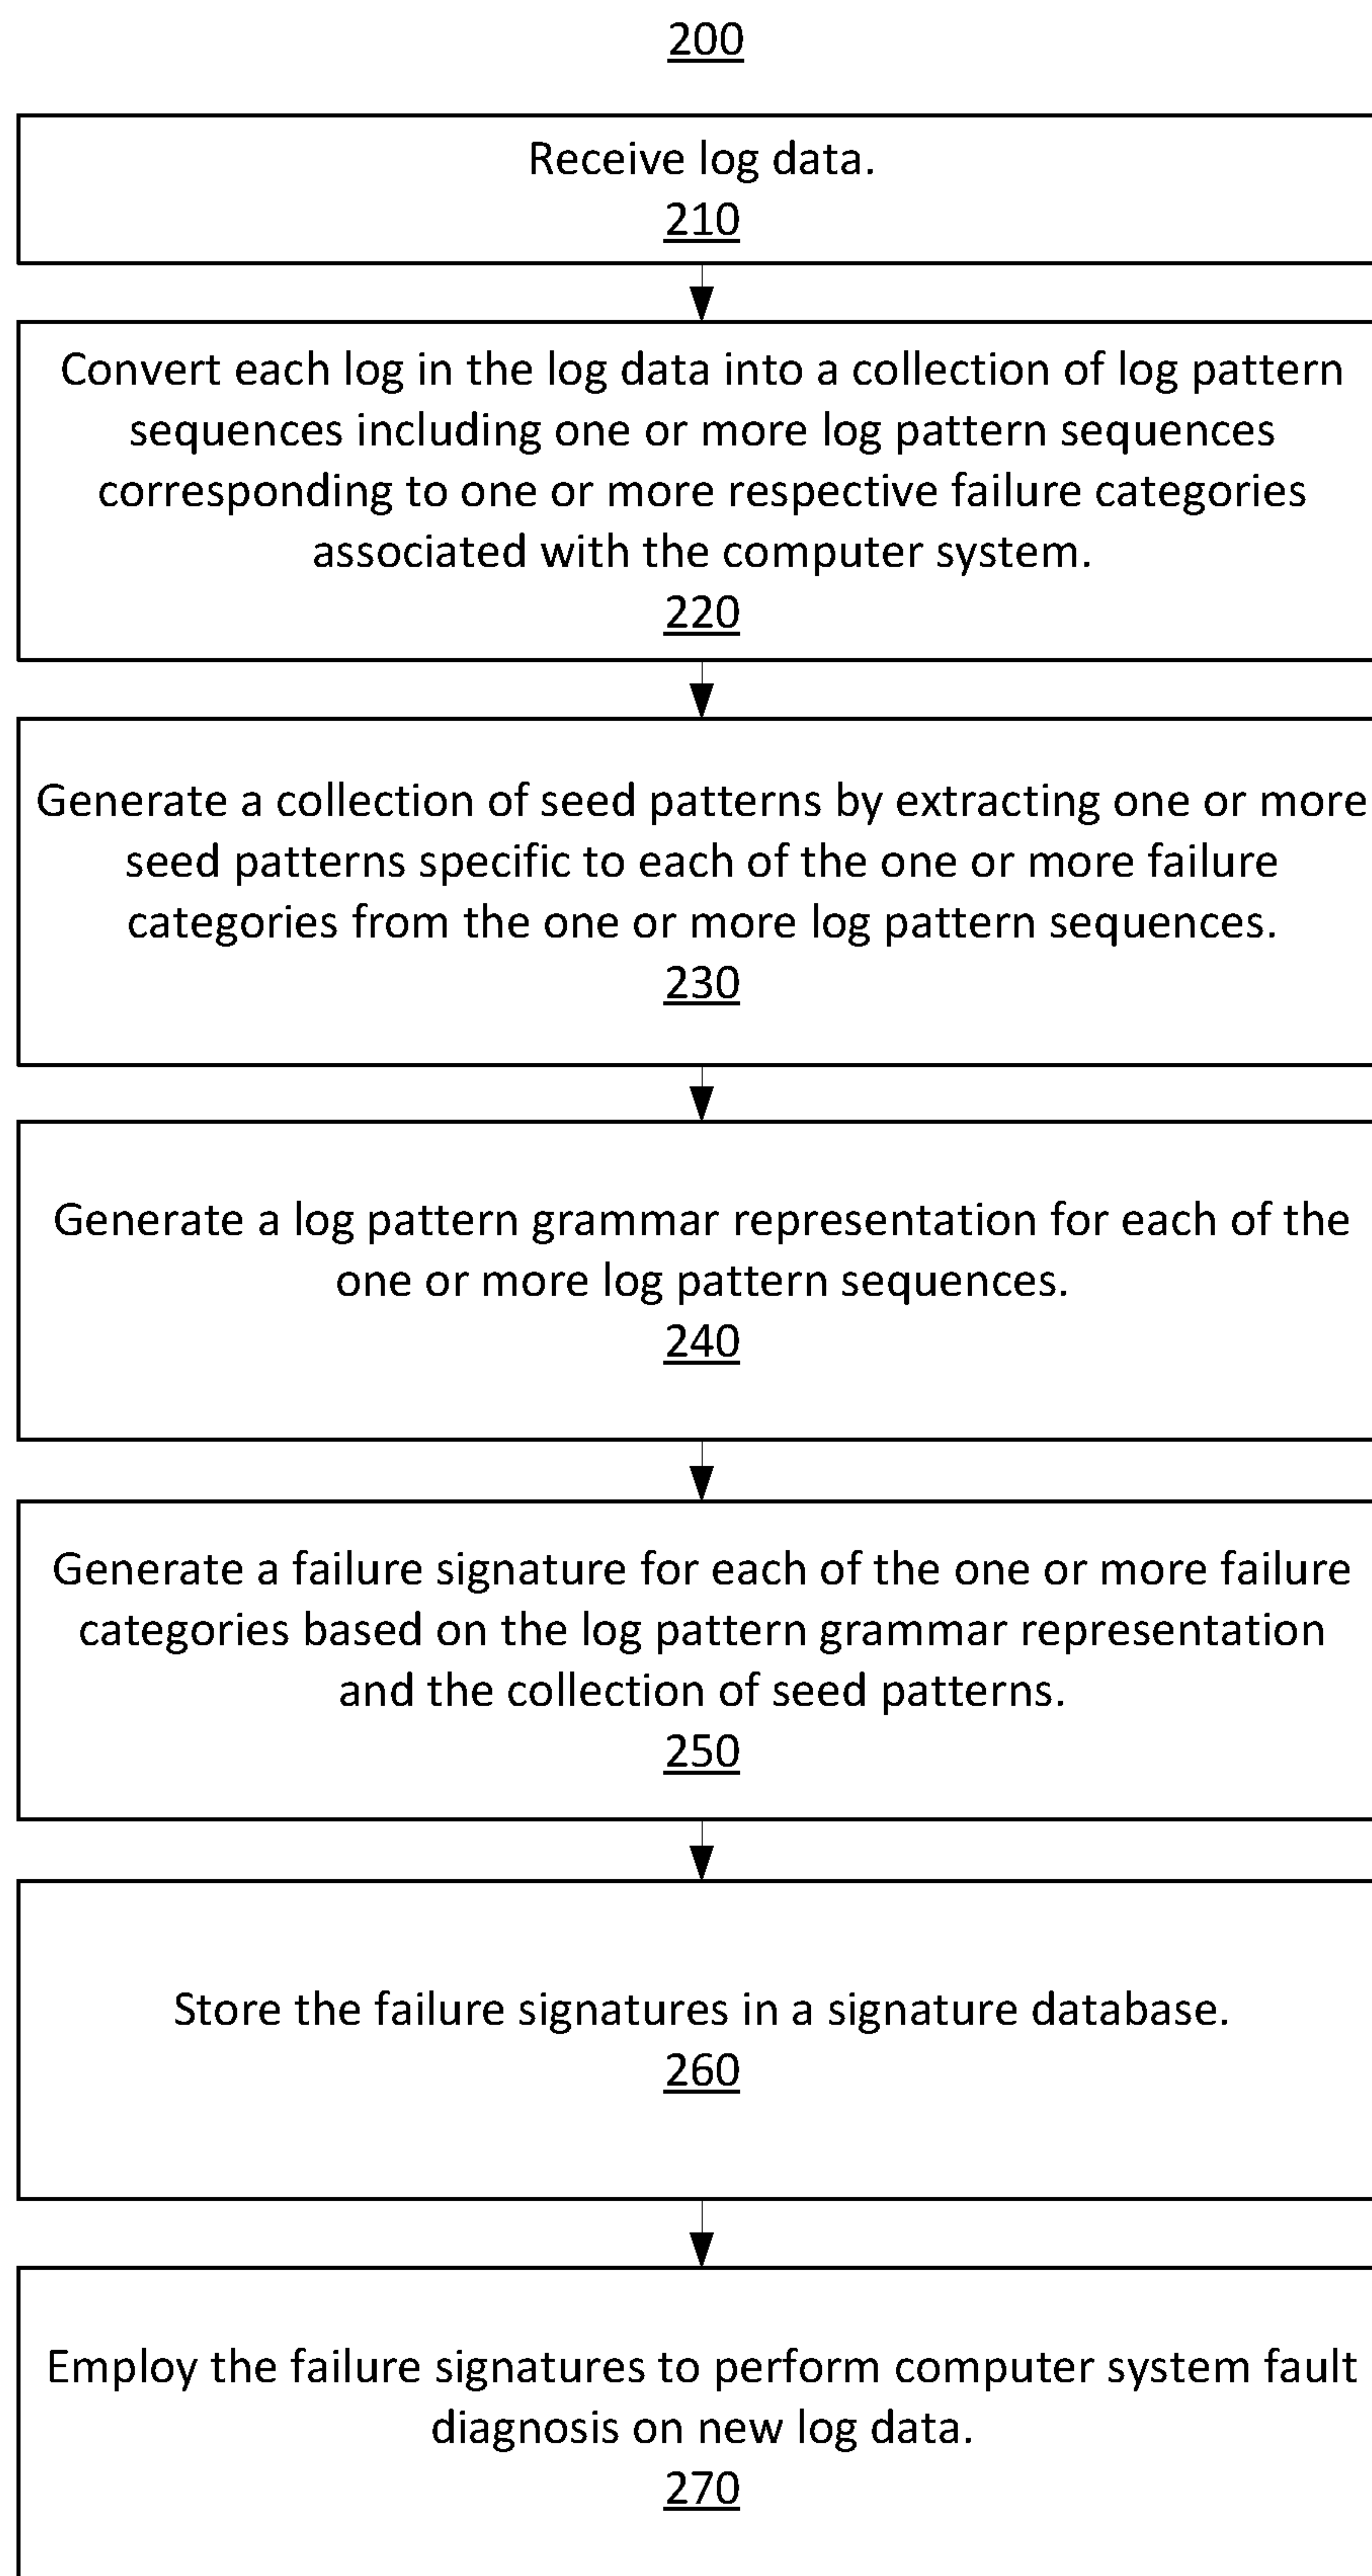 200
Receive log data.
210
Convert each log in the log data into a collection of log pattern
sequences including one or more log pattern sequences
corresponding to one or more respective failure categories
associated with the computer system.
220
Generate a collection of seed patterns by extracting one or more
seed patterns specific to each of the one or more failure
categories from the one or more log pattern sequences.
230
Generate a log pattern grammar representation for each of the
one or more log pattern sequences.
240
Generate a failure signature for each of the one or more failure
categories based on the log pattern grammar representation
and the collection of seed patterns.
250
Store the failure signatures in a signature database.
260
Employ the failure signatures to perform computer system fault
diagnosis on new log data.
270